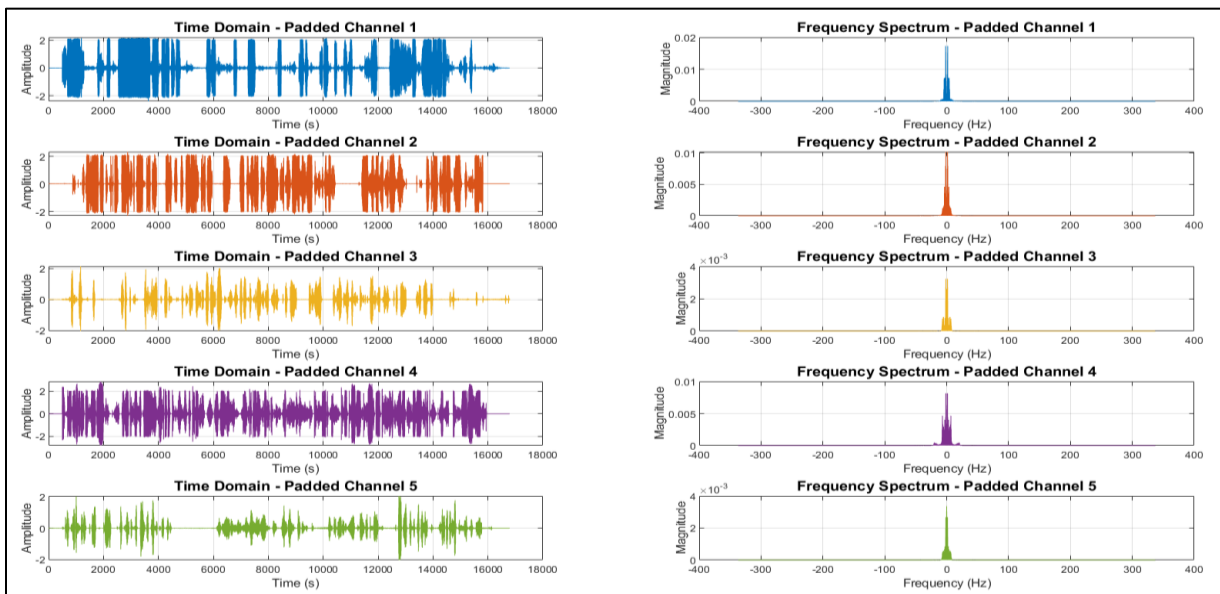 Time Domain - Padded Channel 1
Amplitude
2
0
-2
0 2000 4000 6000 8000 10000 12000 14000 16000 18000
Time (s)
Frequency Spectrum - Padded Channel 1
Magnitude
0.02
0.01
0
-400 -300 -200 -100 0 100 200 300 400
Frequency (Hz)
Time Domain - Padded Channel 2
Amplitude
2
0
-2
0 2000 4000 6000 8000 10000 12000 14000 16000 18000
Time (s)
Frequency Spectrum - Padded Channel 2
Magnitude
0.01
0.005
0
-400 -300 -200 -100 0 100 200 300 400
Frequency (Hz)
Time Domain - Padded Channel 3
Amplitude
2
0
-2
0 2000 4000 6000 8000 10000 12000 14000 16000 18000
Time (s)
Frequency Spectrum - Padded Channel 3
Magnitude
×10⁻³
4
2
0
-400 -300 -200 -100 0 100 200 300 400
Frequency (Hz)
Time Domain - Padded Channel 4
Amplitude
2
0
-2
0 2000 4000 6000 8000 10000 12000 14000 16000 18000
Time (s)
Frequency Spectrum - Padded Channel 4
Magnitude
0.01
0.005
0
-400 -300 -200 -100 0 100 200 300 400
Frequency (Hz)
Time Domain - Padded Channel 5
Amplitude
2
0
-2
0 2000 4000 6000 8000 10000 12000 14000 16000 18000
Time (s)
Frequency Spectrum - Padded Channel 5
Magnitude
×10⁻³
4
2
0
-400 -300 -200 -100 0 100 200 300 400
Frequency (Hz)